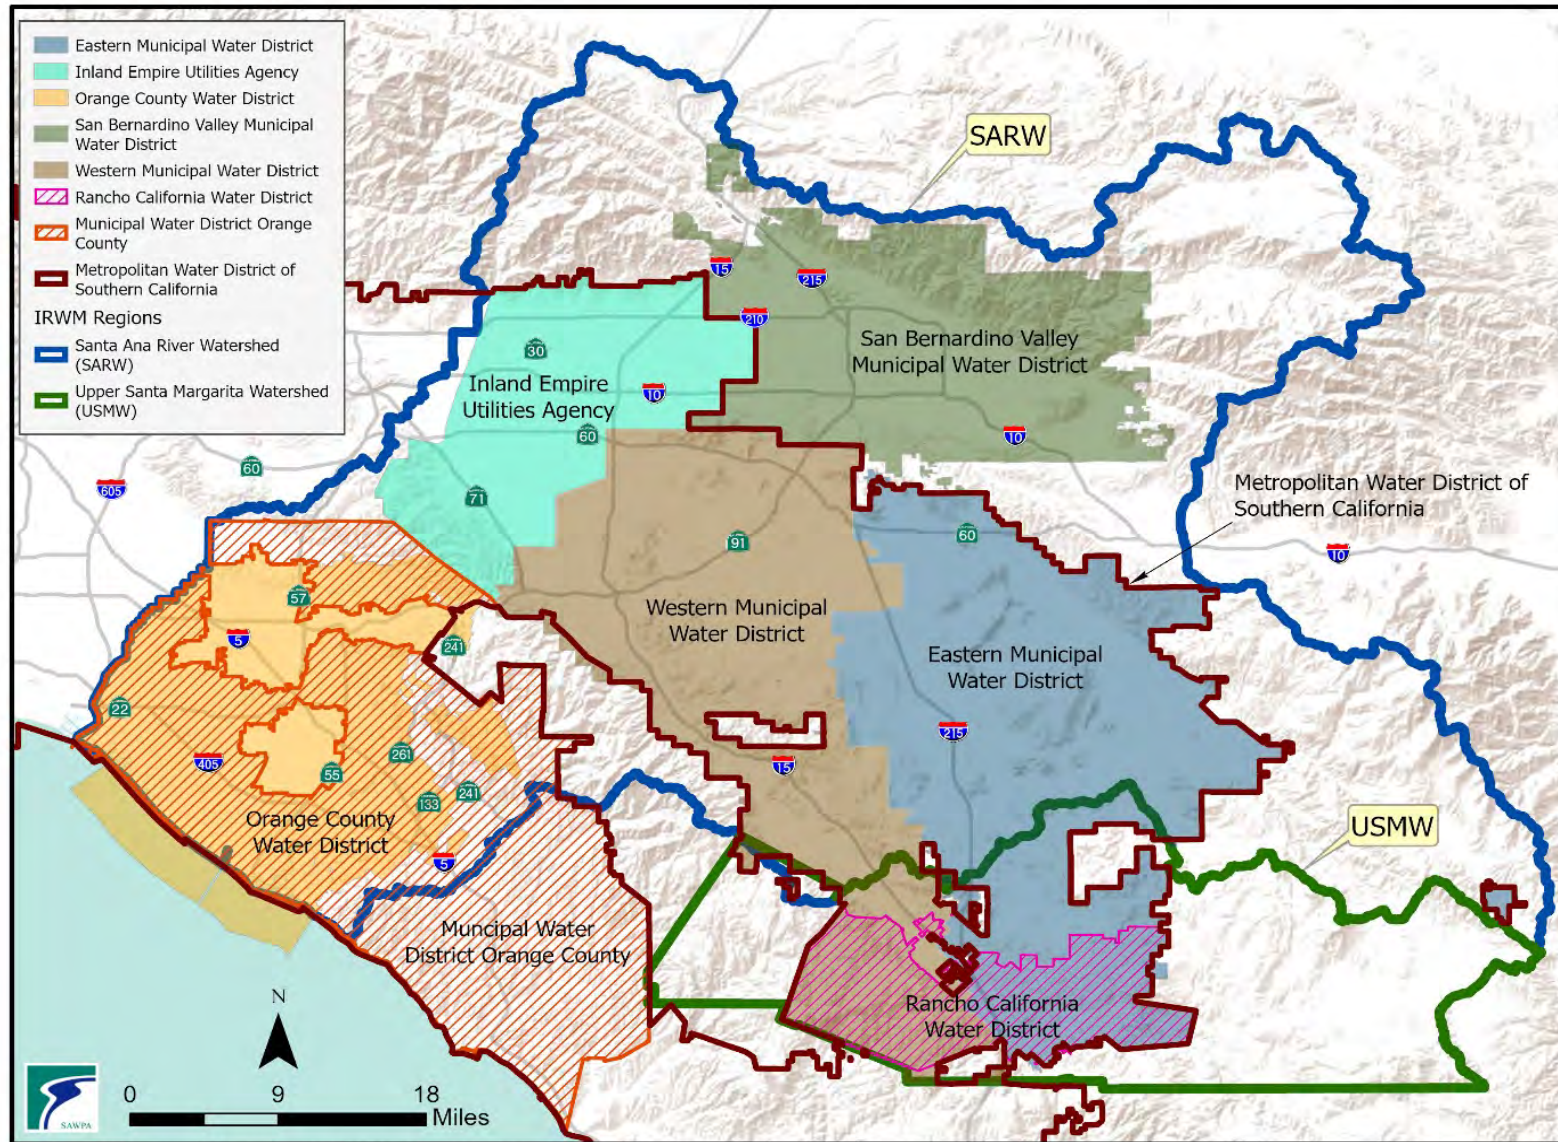 Eastern Municipal Water District
Inland Empire Utilities Agency
Orange County Water District
San Bernardino Valley Municipal
Water District
Western Municipal Water District
Rancho California Water District
Municipal Water District Orange
County
Metropolitan Water District of
Southern California
IRWM Regions
Santa Ana River Watershed
(SARW)
Upper Santa Margarita Watershed
(USMW)
SARW
15
215
210
San Bernardino Valley
Municipal Water District
30
Inland Empire
Utilities Agency
10
60
10
60
605
71
Metropolitan Water District of
Southern California
91
60
10
57
Western Municipal
Water District
5
241
Eastern Municipal
Water District
22
215
405
261
55
15
133
241
Orange County
Water District
5
USMW
Muncipal Water
District Orange County
Rancho California
Water District
N
0
9
18
Miles
SAWPA